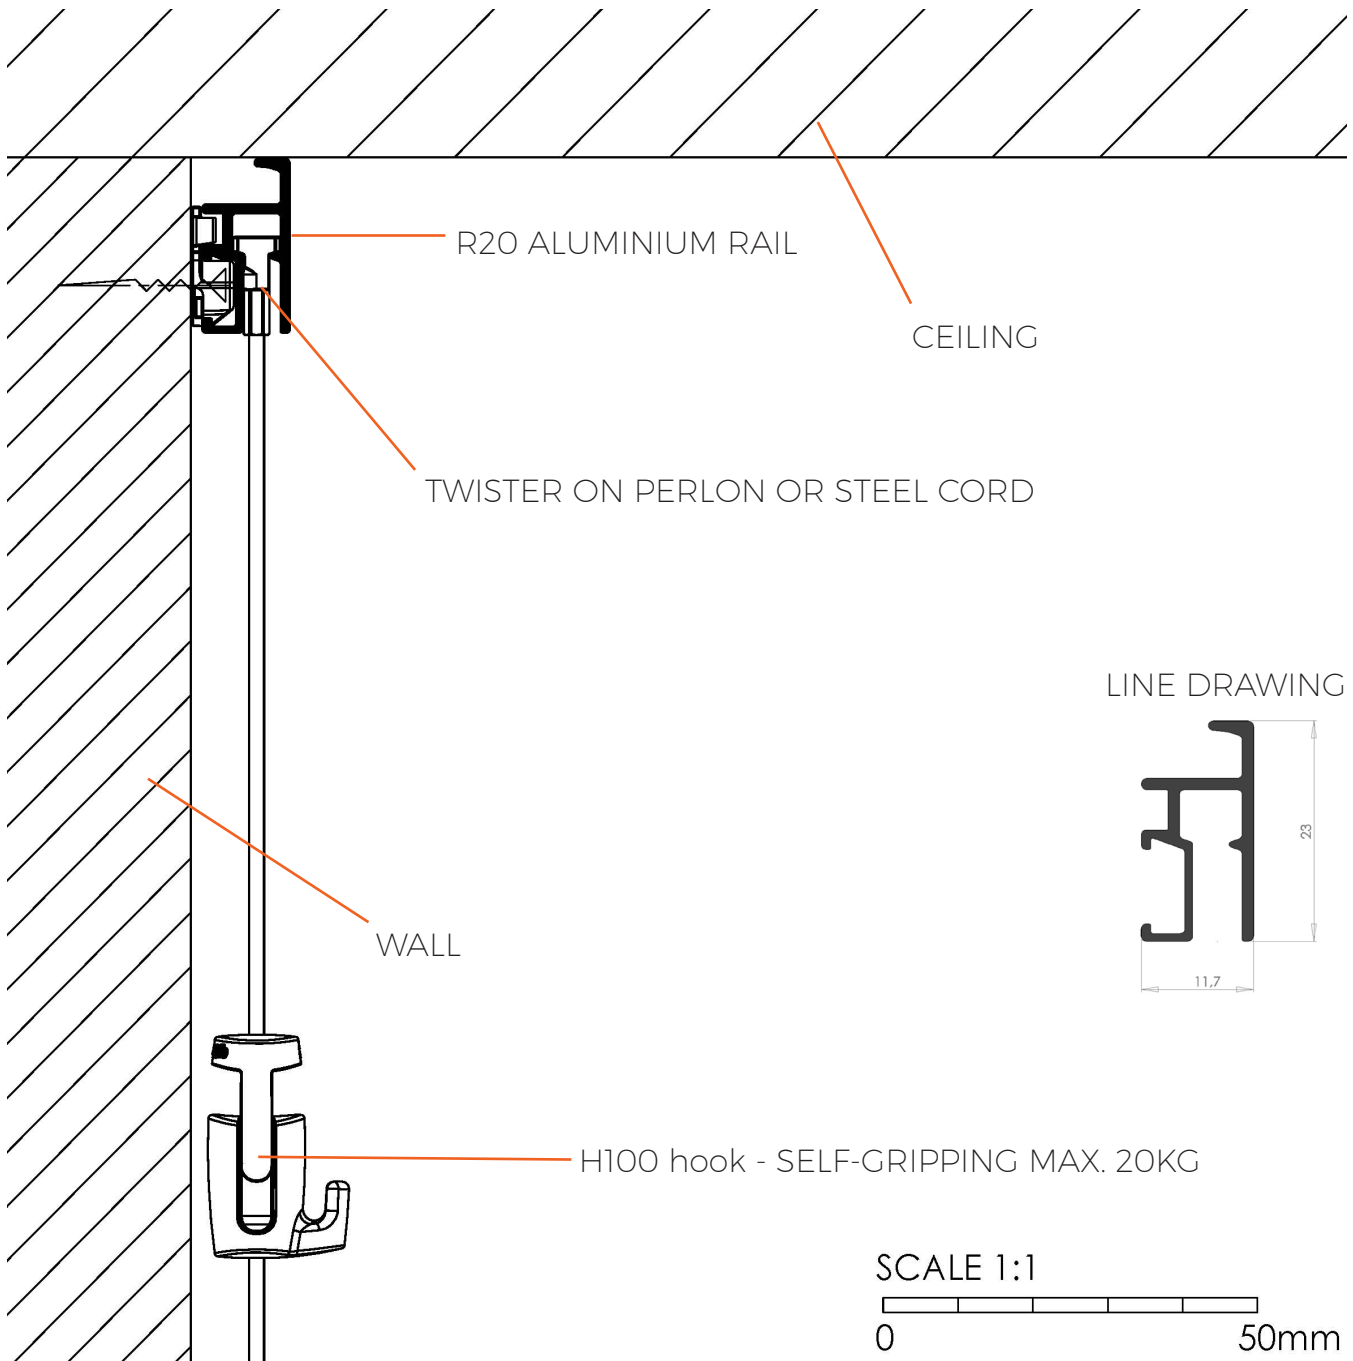 R20 ALUMINIUM RAIL
CEILING
TWISTER ON PERLON OR STEEL CORD
LINE DRAWING
23
11,7
WALL
H100 hook - SELF-GRIPPING MAX. 20KG
SCALE 1:1
0 50mm